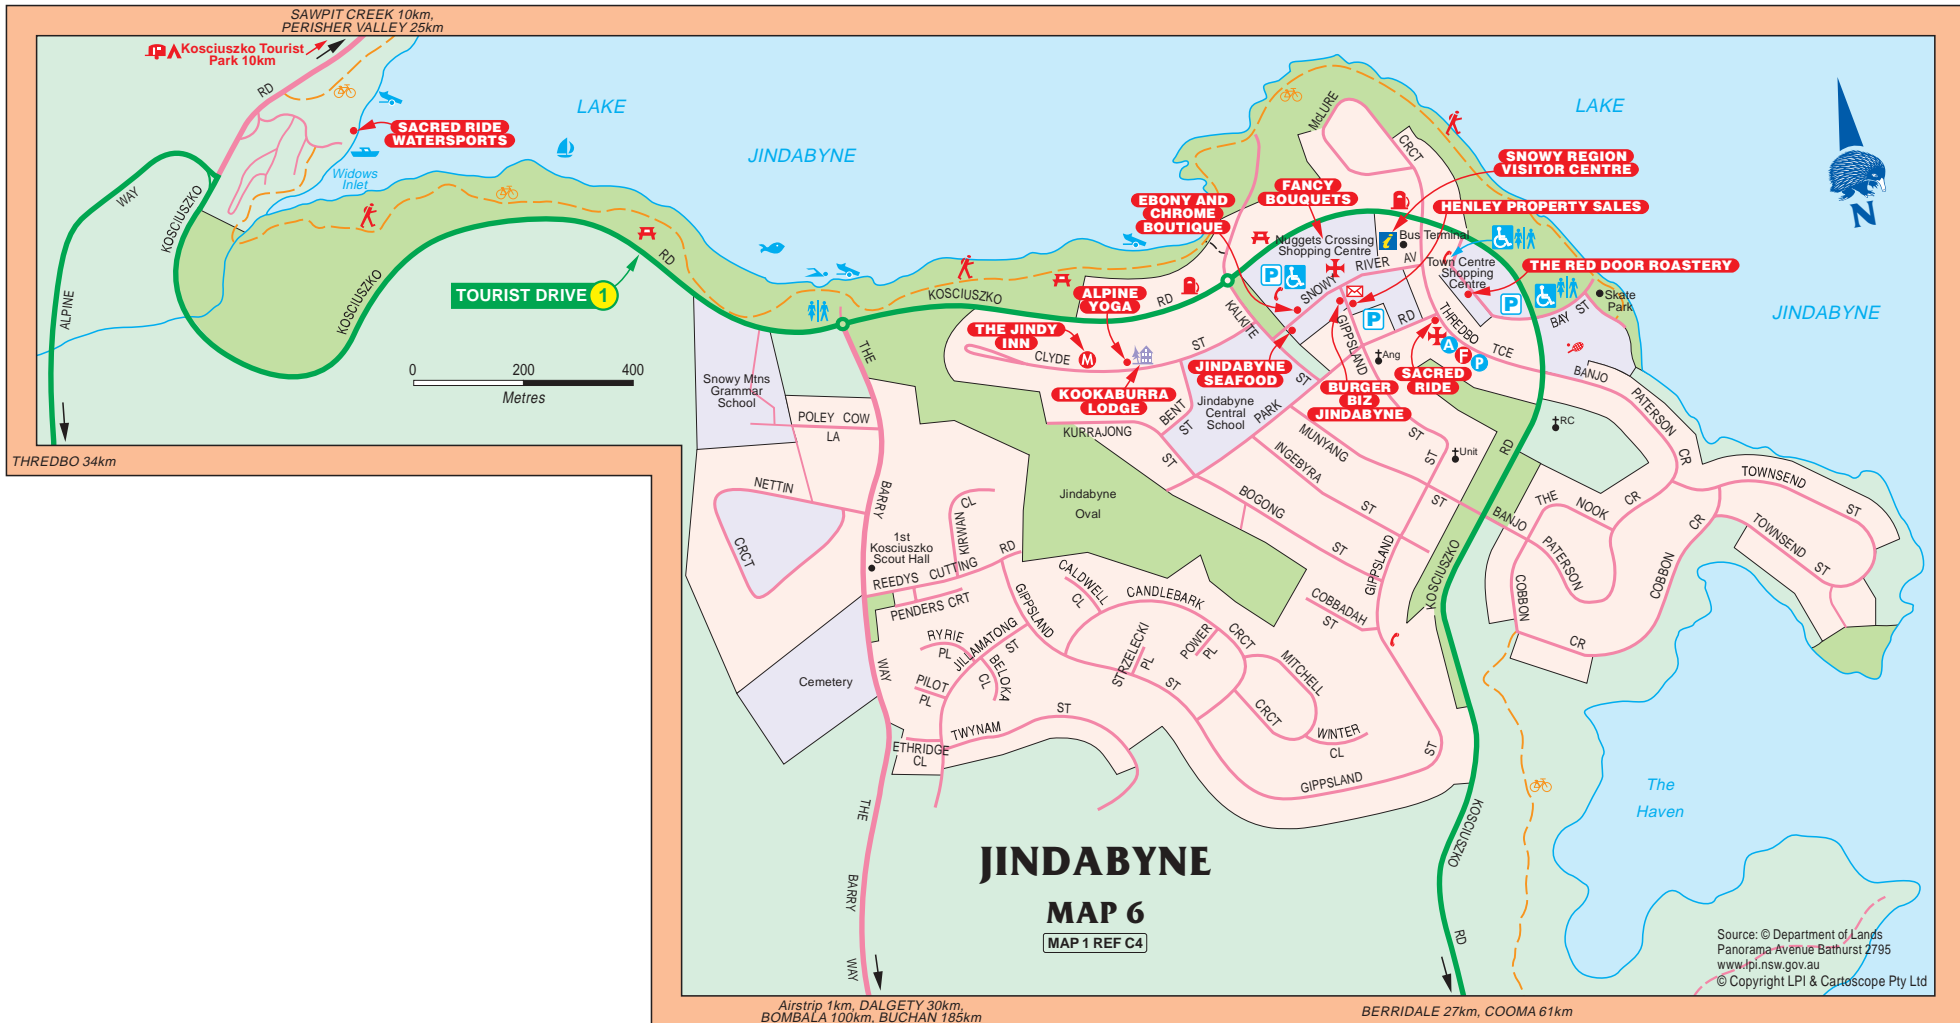 SAWPIT CREEK 10km,
PERISHER VALLEY 25km
Kosciuszko Tourist
Park 10km
RD
SACRED RIDE
WATERSPORTS
Widows
Inlet
LAKE
JINDABYNE
WAY
ALPINE
KOSCIUSZKO
KOSCIUSZKO
RD
TOURIST DRIVE 1
0 200 400
Metres
THREDBO 34km
LAKE
JINDABYNE
N
McLURE
CRCT
SNOWY REGION
VISITOR CENTRE
FANCY
BOUQUETS
HENLEY PROPERTY SALES
EBONY AND
CHROME
BOUTIQUE
Nuggets Crossing
Shopping Centre
i
Bus Terminal
P
SNOWY
RIVER
AV
Town Centre
Shopping
Centre
THE RED DOOR ROASTERY
P
Skate
Park
BAY
ST
KOSCIUSZKO
RD
ALPINE
YOGA
THE JINDY
INN
M
CLYDE
ST
KOOKABURRA
LODGE
KALKITE
ST
JINDABYNE
SEAFOOD
GIPPSLAND
P
RD
THREDBO
TCE
A
F
P
Ang
SACRED
RIDE
BURGER
BIZ
JINDABYNE
BANJO
PATERSON
CR
RC
Snowy Mtns
Grammar
School
THE
POLEY COW
LA
BARRY
NETTIN
CRCT
KURRAJONG
ST
BENT
ST
Jindabyne
Central
School
PARK
MUNYANG
ST
INGEBYRA
ST
BOGONG
ST
ST
ST
Unit
RD
Jindabyne
Oval
BANJO
THE
NOOK
CR
PATERSON
COBBON
CR
COBBON
CR
TOWNSEND
ST
TOWNSEND
ST
1st
Kosciuszko
Scout Hall
KIRWAN
CL
REEDYS CUTTING
RD
PENDERS CRT
GIPPSLAND
CALDWELL
CL
CANDLEBARK
CRCT
GIPPSLAND
COBBADAH
ST
KOSCIUSZKO
RYRIE
PL
JILLAMATONG
ST
BELOKA
CL
PILOT
PL
STRZELECKI
PL
ST
POWER
PL
MITCHELL
CRCT
WINTER
CL
Cemetery
WAY
TWYNAM
ST
ETHRIDGE
CL
GIPPSLAND
ST
THE
BARRY
WAY
KOSCIUSZKO
RD
The
Haven
JINDABYNE
MAP 6
MAP 1 REF C4
Source: © Department of Lands
Panorama Avenue Bathurst 2795
www.lpi.nsw.gov.au
© Copyright LPI & Cartoscope Pty Ltd
Airstrip 1km, DALGETY 30km,
BOMBALA 100km, BUCHAN 185km
BERRIDALE 27km, COOMA 61km